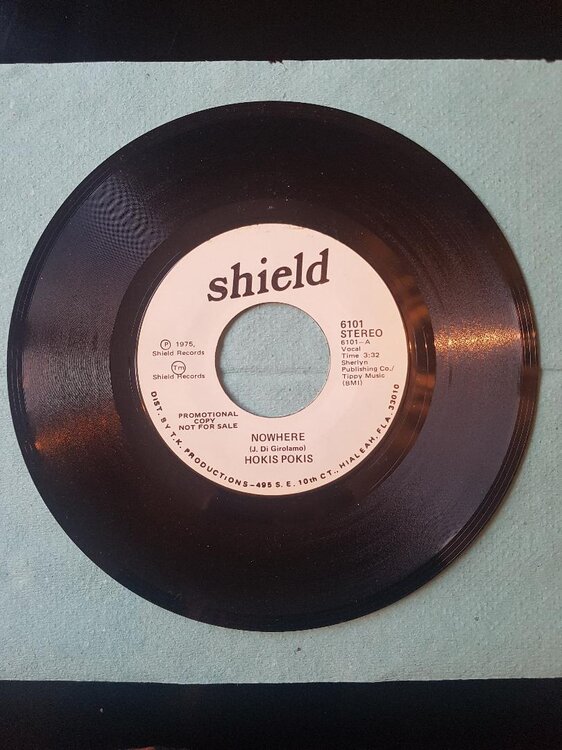 shield
Ⓟ 1975,
Shield Records
Tm
Shield Records
6101
STEREO
6101-A
Vocal
Time 3:32
Sherlyn
Publishing Co./
Tippy Music
(BMI)
PROMOTIONAL
COPY
NOT FOR SALE
NOWHERE
(J. Di Girolamo)
HOKIS POKIS
DIST. BY T.K. PRODUCTIONS-495 S.E. 10th CT., HIALEAH, FLA. 33010